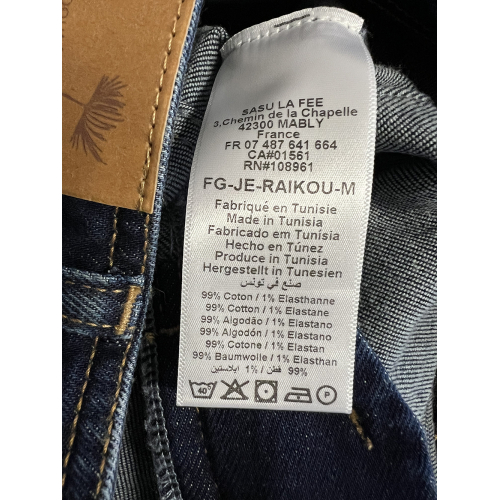 SASU LA FEE
3,Chemin de la Chapelle
42300 MABLY
France
FR 07 487 641 664
CA#01561
RN#108961
FG-JE-RAIKOU-M
Fabriqué en Tunisie
Made in Tunisia
Fabricado em Tunísia
Hecho en Túnez
Produce in Tunisia
Hergestellt in Tunesien
صنع في تونس
99% Coton / 1% Elasthanne
99% Cotton / 1% Elastane
99% Algodão / 1% Elastano
99% Algodón / 1% Elastano
99% Cotone / 1% Elastan
99% Baumwolle / 1% Elasthan
99% قطن / 1% ايلاستين
40°
P